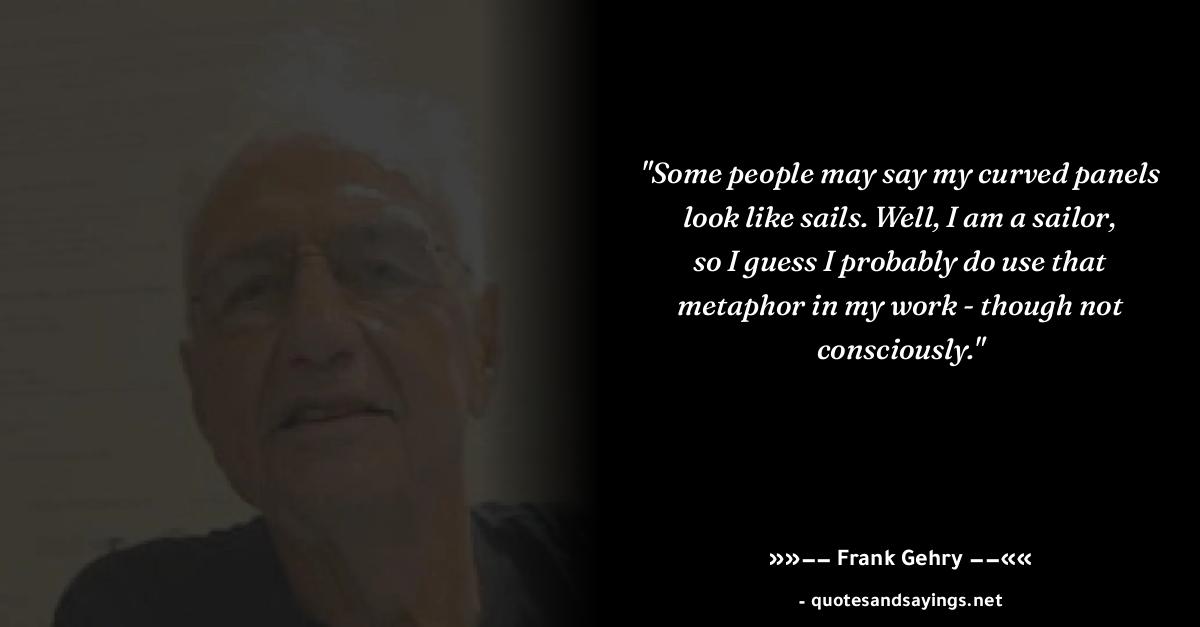 "Some people may say my curved panels
look like sails. Well, I am a sailor,
so I guess I probably do use that
metaphor in my work - though not
consciously."
»»−− Frank Gehry −−««
- quotesandsayings.net